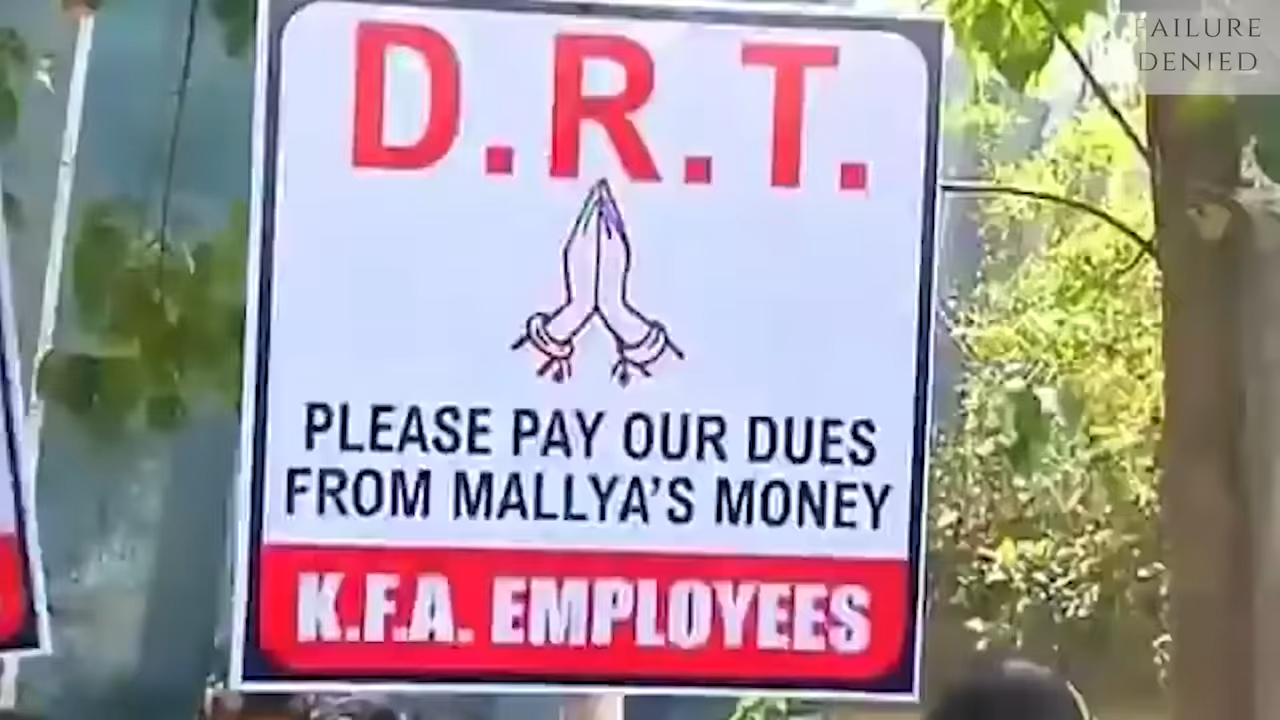 FAILURE
DENIED
D.R.T.
PLEASE PAY OUR DUES
FROM MALLYA'S MONEY
K.F.A. EMPLOYEES